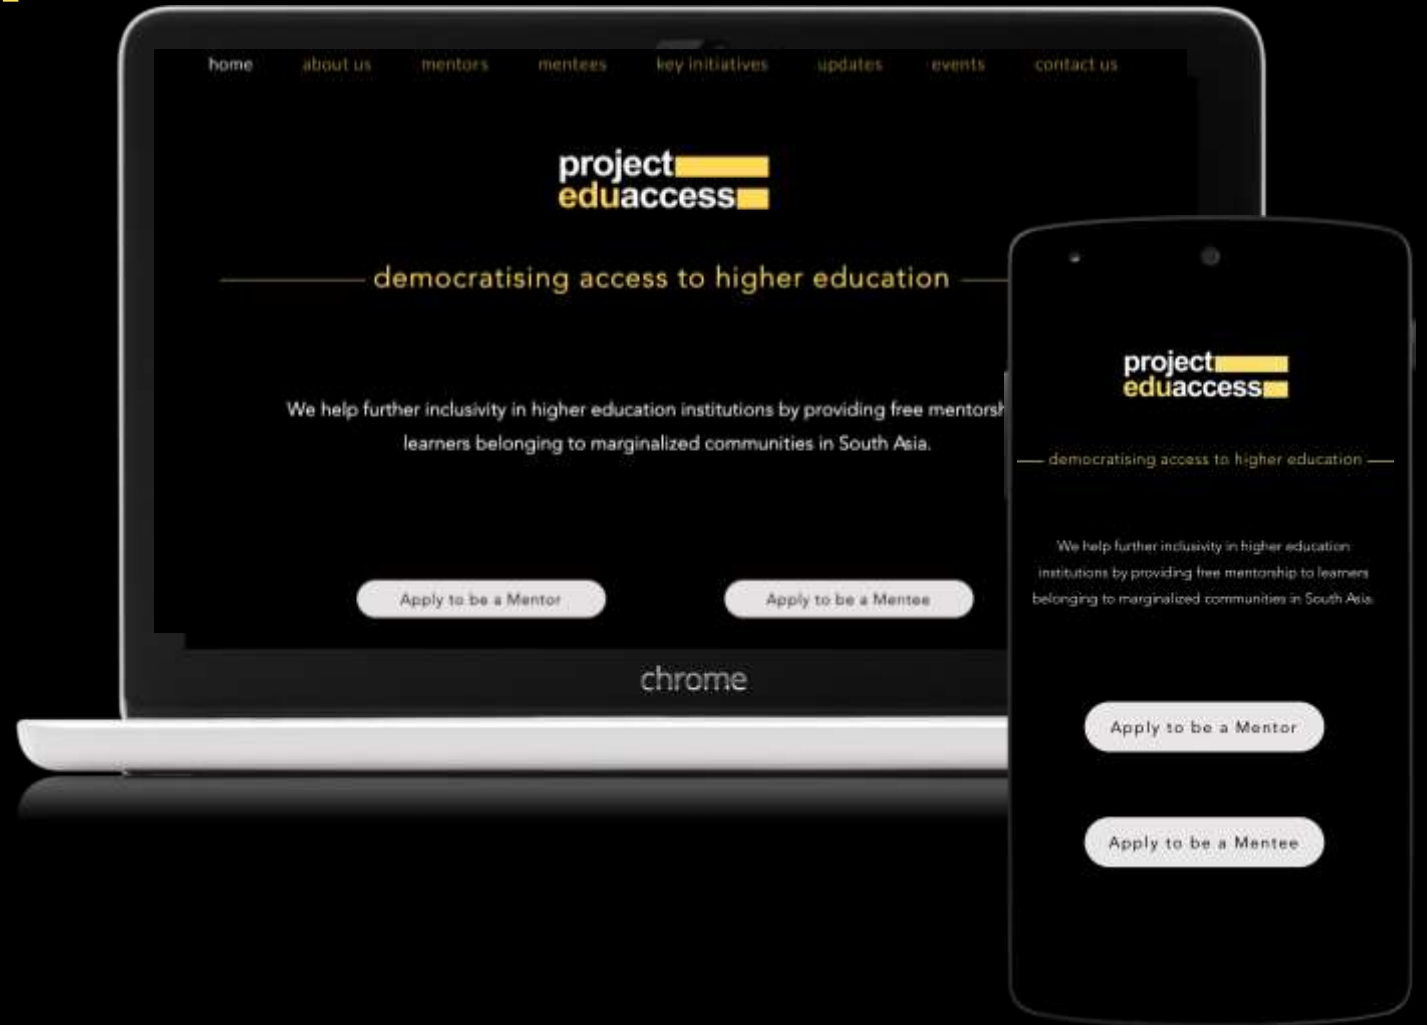 home about us mentors mentees key initiatives updates events contact us
project
eduaccess
democratising access to higher education
We help further inclusivity in higher education institutions by providing free mentorsh
learners belonging to marginalized communities in South Asia.
Apply to be a Mentor Apply to be a Mentee
chrome
project
eduaccess
democratising access to higher education
We help further inclusivity in higher education
institutions by providing free mentorship to learners
belonging to marginalized communities in South Asia.
Apply to be a Mentor
Apply to be a Mentee